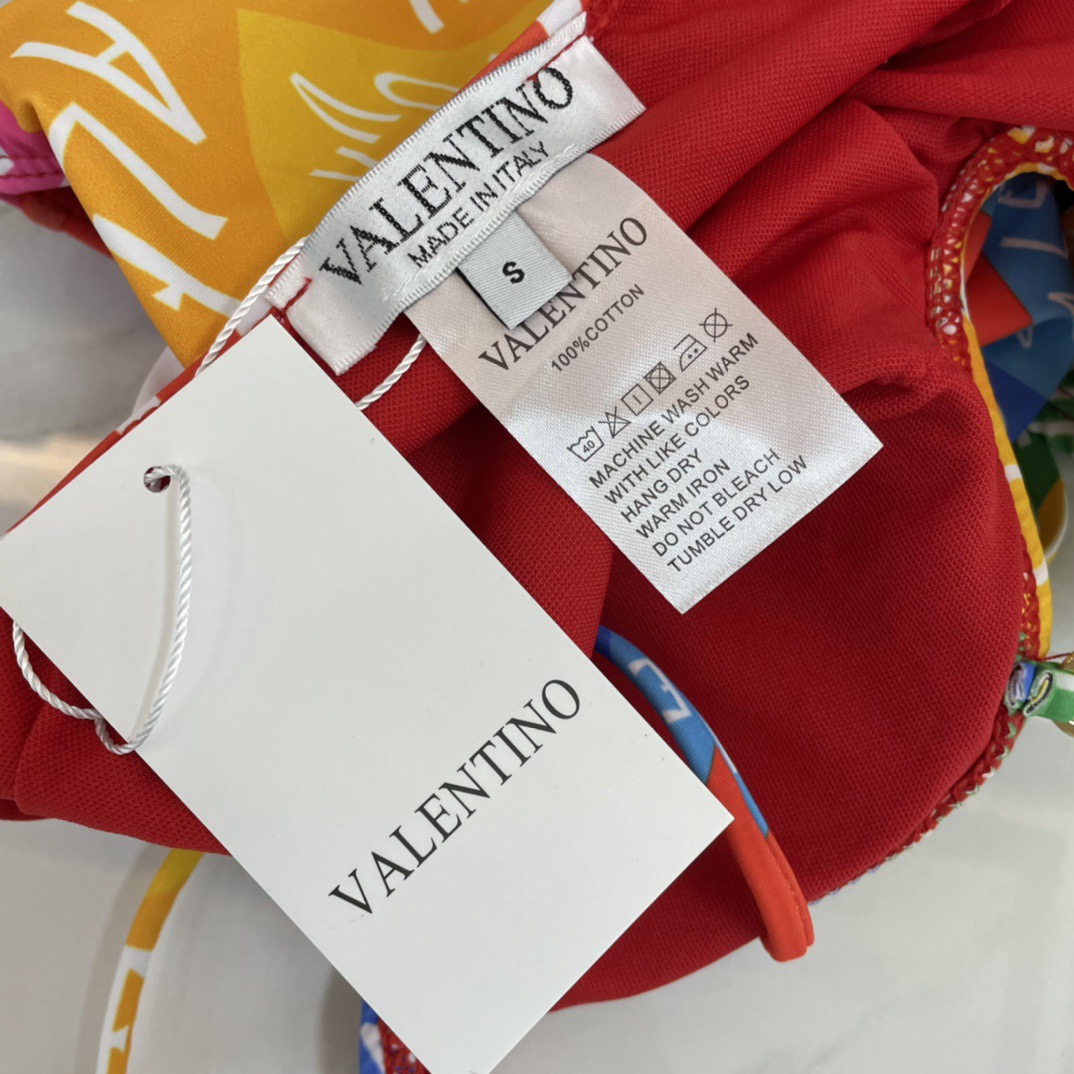 VALENTINO
MADE IN ITALY
S
VALENTINO
100%COTTON
40
MACHINE WASH WARM
WITH LIKE COLORS
HANG DRY
WARM IRON
DO NOT BLEACH
TUMBLE DRY LOW
VALENTINO